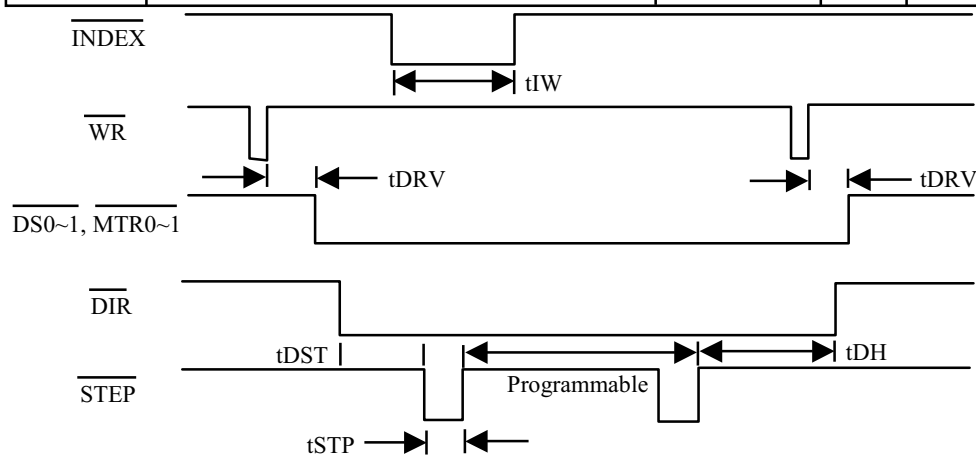 INDEX
tIW
WR
tDRV
tDRV
DS0~1, MTR0~1
DIR
tDST
tDH
Programmable
STEP
tSTP